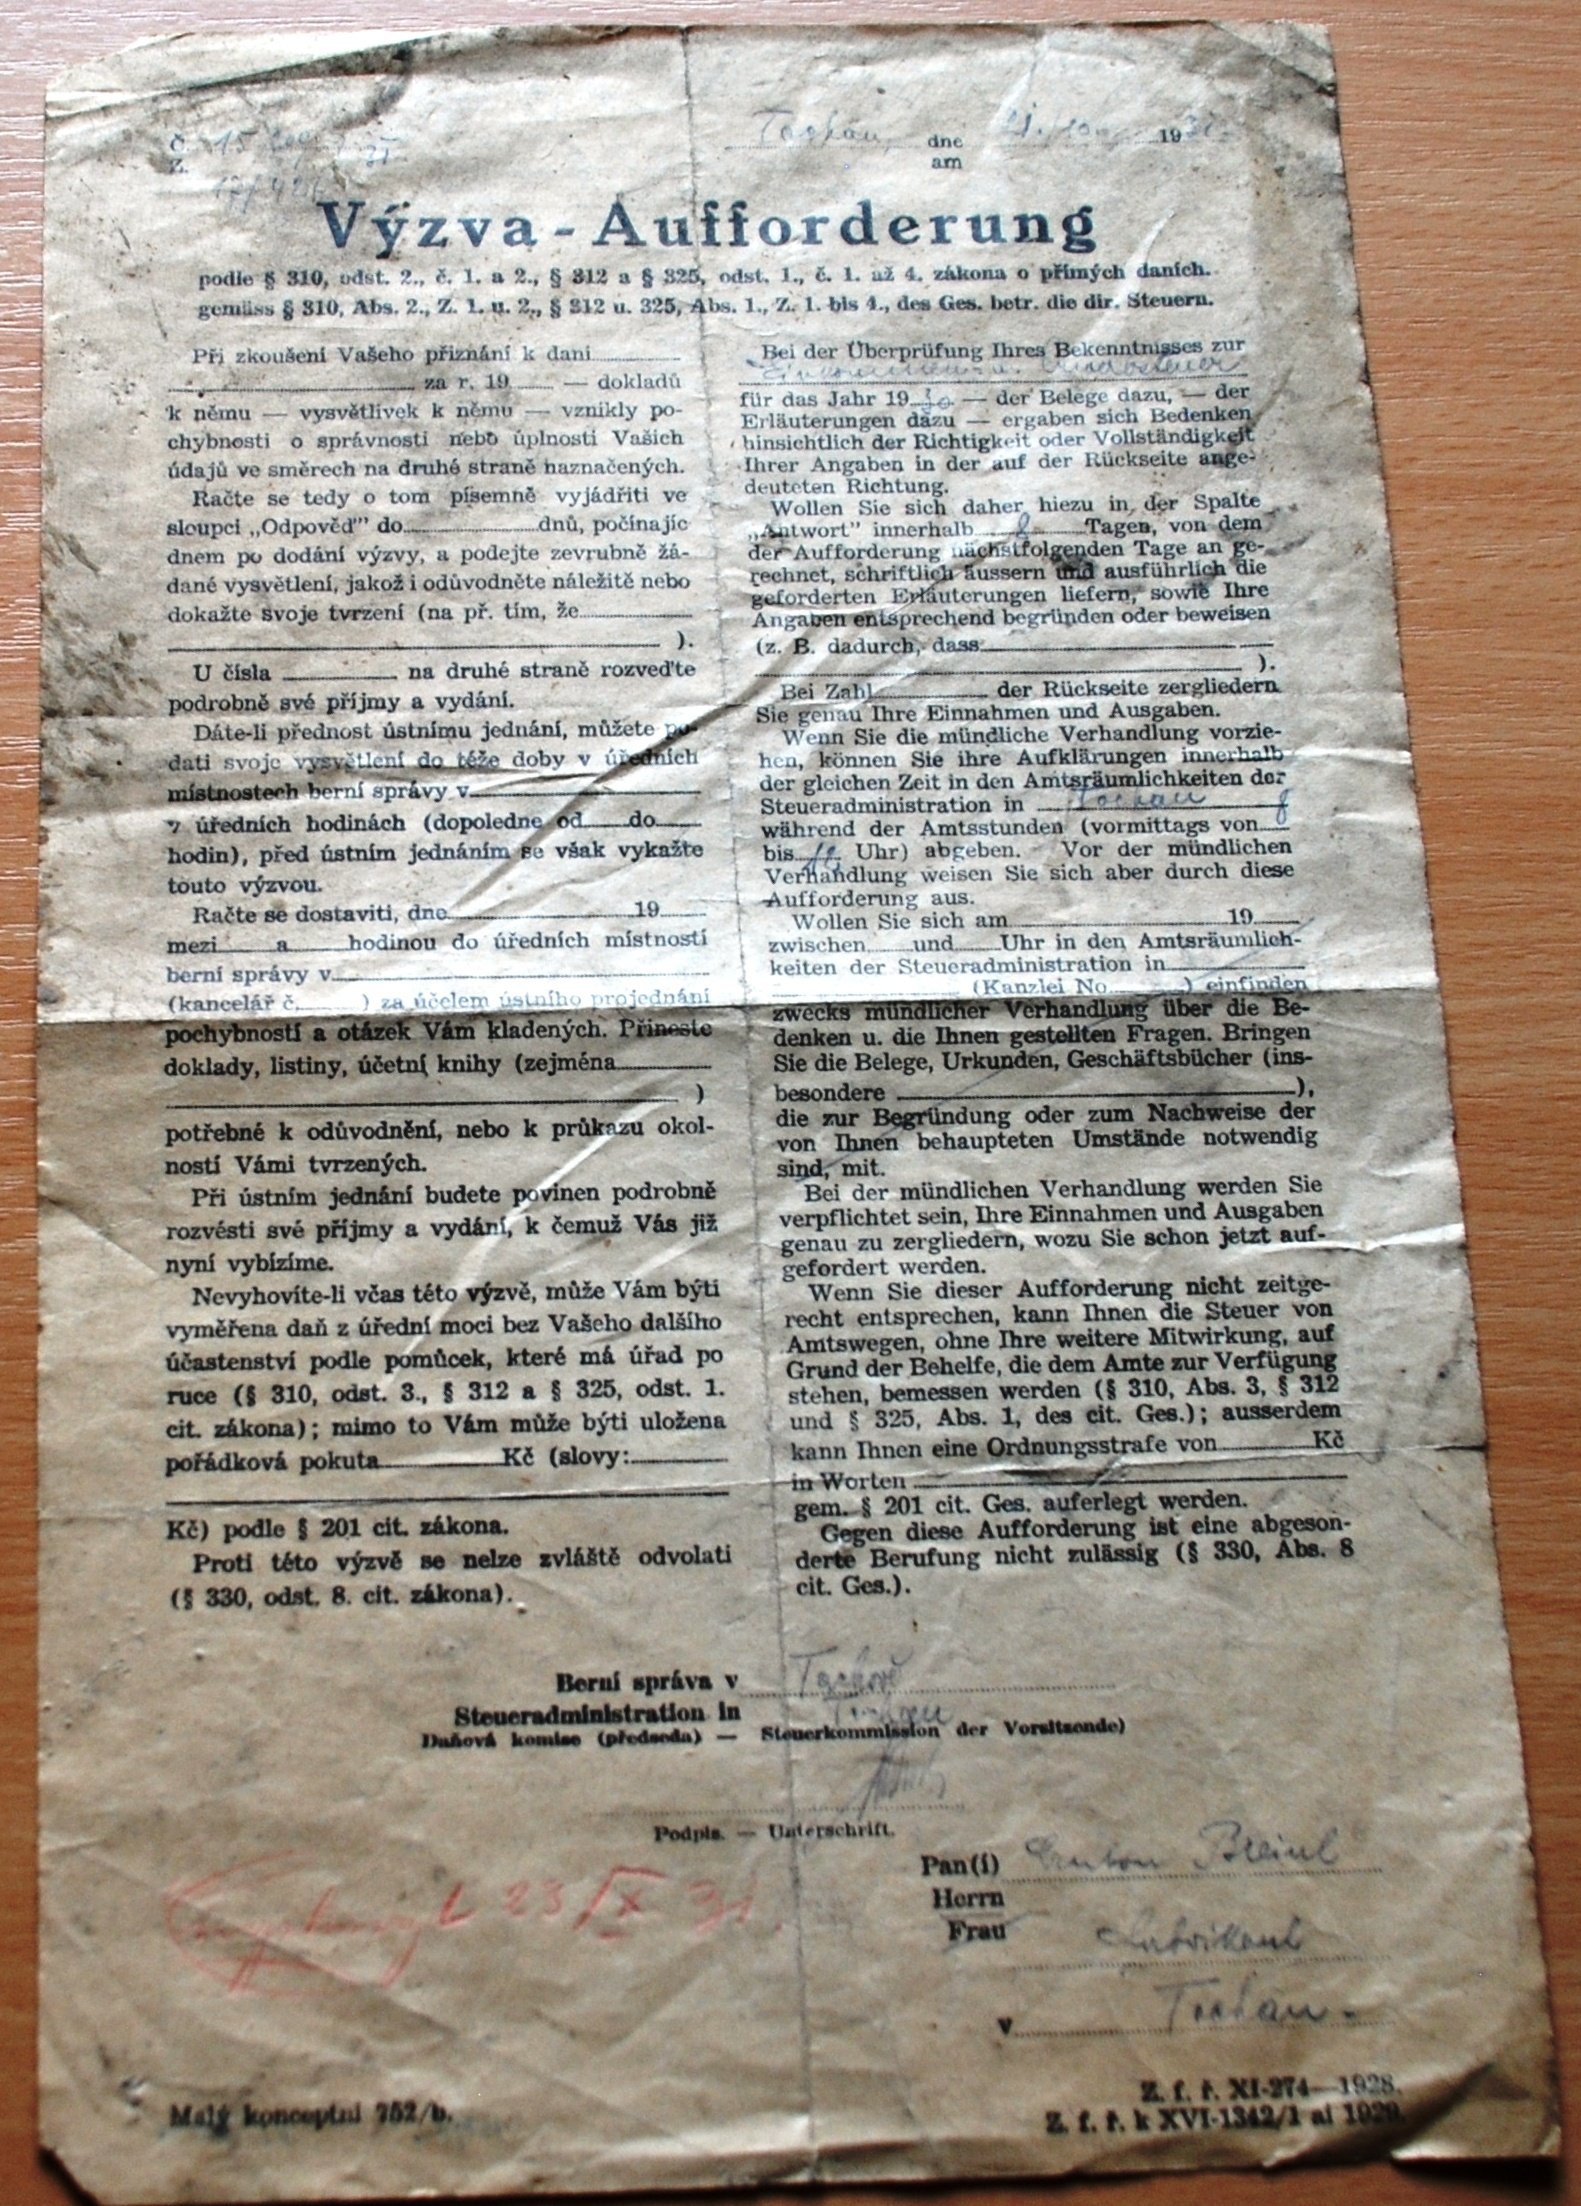 Č. 15
Z.
Tachau, dne 21. 1931
am
Výzva - Aufforderung
podle § 310, odst. 2., č. 1. a 2., § 312 a § 325, odst. 1., č. 1. až 4. zákona o přímých daních.
gemäss § 310, Abs. 2., Z. 1. u. 2., § 312 u. 325, Abs. 1., Z. 1. bis 4., des Ges. betr. die dir. Steuern.
Při zkoušení Vašeho přiznání k dani
za r. 19 — dokladů
k němu — vysvětlivek k němu — vznikly po-
chybnosti o správnosti nebo úplnosti Vašich
údajů ve směrech na druhé straně naznačených.
Račte se tedy o tom písemně vyjádřiti ve
sloupci „Odpověď" do dnů, počínajíc
dnem po dodání výzvy, a podejte zevrubně žá-
dané vysvětlení, jakož i odůvodněte náležitě nebo
dokažte svoje tvrzení (na př. tím, že
).
U čísla na druhé straně rozveďte
podrobně své příjmy a vydání.
Dáte-li přednost ústnímu jednání, můžete po-
dati svoje vysvětlení do téže doby v úředních
místnostech berní správy v
v úředních hodinách (dopoledne od do
hodin), před ústním jednáním se však vykažte
touto výzvou.
Račte se dostaviti, dne 19
mezi a hodinou do úředních místností
berní správy v
(kancelář č. ) za účelem ústního projednání
pochybností a otázek Vám kladených. Přineste
doklady, listiny, účetní knihy (zejména
)
potřebné k odůvodnění, nebo k průkazu okol-
ností Vámi tvrzených.
Při ústním jednání budete povinen podrobně
rozvésti své příjmy a vydání, k čemuž Vás již
nyní vybízíme.
Nevyhovíte-li včas této výzvě, může Vám býti
vyměřena daň z úřední moci bez Vašeho dalšího
účastenství podle pomůcek, které má úřad po
ruce (§ 310, odst. 3., § 312 a § 325, odst. 1.
cit. zákona); mimo to Vám může býti uložena
pořádková pokuta Kč (slovy:
Kč) podle § 201 cit. zákona.
Proti této výzvě se nelze zvláště odvolati
(§ 330, odst. 8. cit. zákona).
Bei der Überprüfung Ihres Bekenntnisses zur
Einkommen- u.
für das Jahr 1930 — der Belege dazu, — der
Erläuterungen dazu — ergaben sich Bedenken
hinsichtlich der Richtigkeit oder Vollständigkeit
Ihrer Angaben in der auf der Rückseite ange-
deuteten Richtung.
Wollen Sie sich daher hiezu in der Spalte
„Antwort" innerhalb 8 Tagen, von dem
der Aufforderung nächstfolgenden Tage an ge-
rechnet, schriftlich äussern und ausführlich die
geforderten Erläuterungen liefern, sowie Ihre
Angaben entsprechend begründen oder beweisen
(z. B. dadurch, dass
).
Bei Zahl der Rückseite zergliedern
Sie genau Ihre Einnahmen und Ausgaben.
Wenn Sie die mündliche Verhandlung vorzie-
hen, können Sie ihre Aufklärungen innerhalb
der gleichen Zeit in den Amtsräumlichkeiten der
Steueradministration in Tachau
während der Amtsstunden (vormittags von 8
bis 12 Uhr) abgeben. Vor der mündlichen
Verhandlung weisen Sie sich aber durch diese
Aufforderung aus.
Wollen Sie sich am 19
zwischen und Uhr in den Amtsräumlich-
keiten der Steueradministration in
(Kanzlei No ) einfinden
zwecks mündlicher Verhandlung über die Be-
denken u. die Ihnen gestellten Fragen. Bringen
Sie die Belege, Urkunden, Geschäftsbücher (ins-
besondere ),
die zur Begründung oder zum Nachweise der
von Ihnen behaupteten Umstände notwendig
sind, mit.
Bei der mündlichen Verhandlung werden Sie
verpflichtet sein, Ihre Einnahmen und Ausgaben
genau zu zergliedern, wozu Sie schon jetzt auf-
gefordert werden.
Wenn Sie dieser Aufforderung nicht zeitge-
recht entsprechen, kann Ihnen die Steuer von
Amtswegen, ohne Ihre weitere Mitwirkung, auf
Grund der Behelfe, die dem Amte zur Verfügung
stehen, bemessen werden (§ 310, Abs. 3, § 312
und § 325, Abs. 1, des cit. Ges.); ausserdem
kann Ihnen eine Ordnungsstrafe von Kč
in Worten
gem. § 201 cit. Ges. auferlegt werden.
Gegen diese Aufforderung ist eine abgeson-
derte Berufung nicht zulässig (§ 330, Abs. 8
cit. Ges.).
Berní správa v Tachově
Steueradministration in Tachau
Daňová komise (předseda) — Steuerkommission der Vorsitzende)
Podpis. — Unterschrift.
23/IX 31.
Pan(í) Anton Breinl
Herrn
Frau
Fabrikant
v Tachau.
Malý konceptní 752/b.
Z. f. ř. XI-274—1928.
Z. f. ř. k XVI-1342/1 ai 1929.